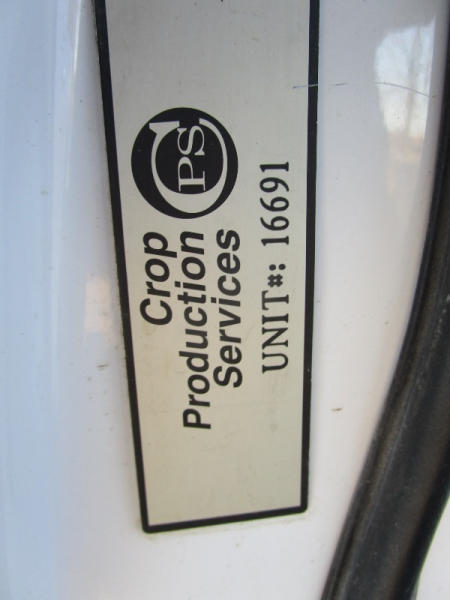 CPS
Crop
Production
Services
UNIT#: 16691